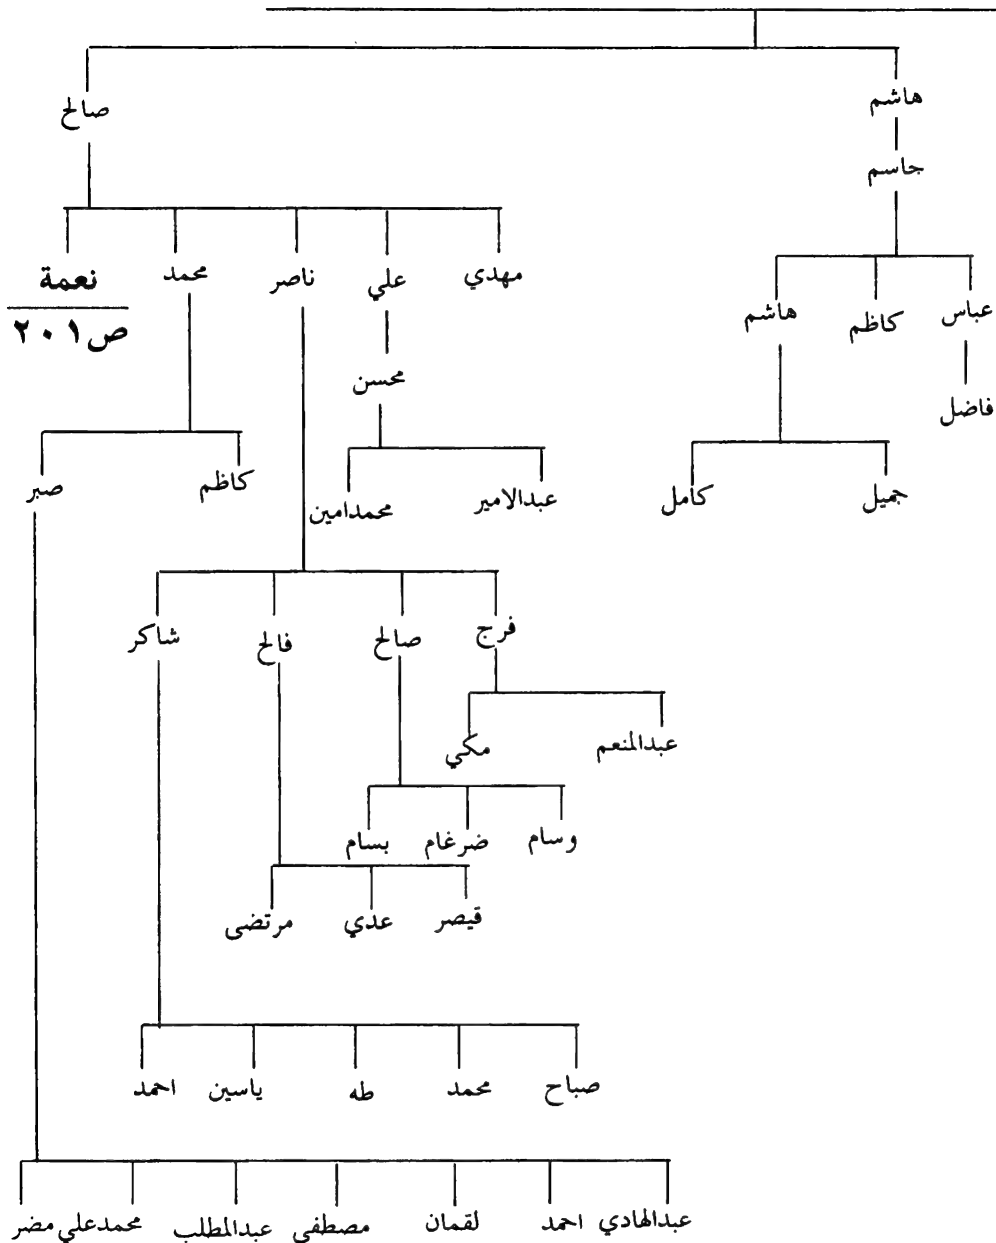 هاشم صالح
جاسم
مهدي علي ناصر محمد نعمة
عباس كاظم هاشم ص٢٠١
محسن
فاضل
جميل كامل عبدالامير محمدامين كاظم صبر
فرج صالح فالح شاكر
عبدالمنعم مكي
وسام ضرغام بسام
قيصر عدي مرتضى
صباح محمد طه ياسين احمد
عبدالهادي احمد لقمان مصطفى عبدالمطلب محمدعلي مضر